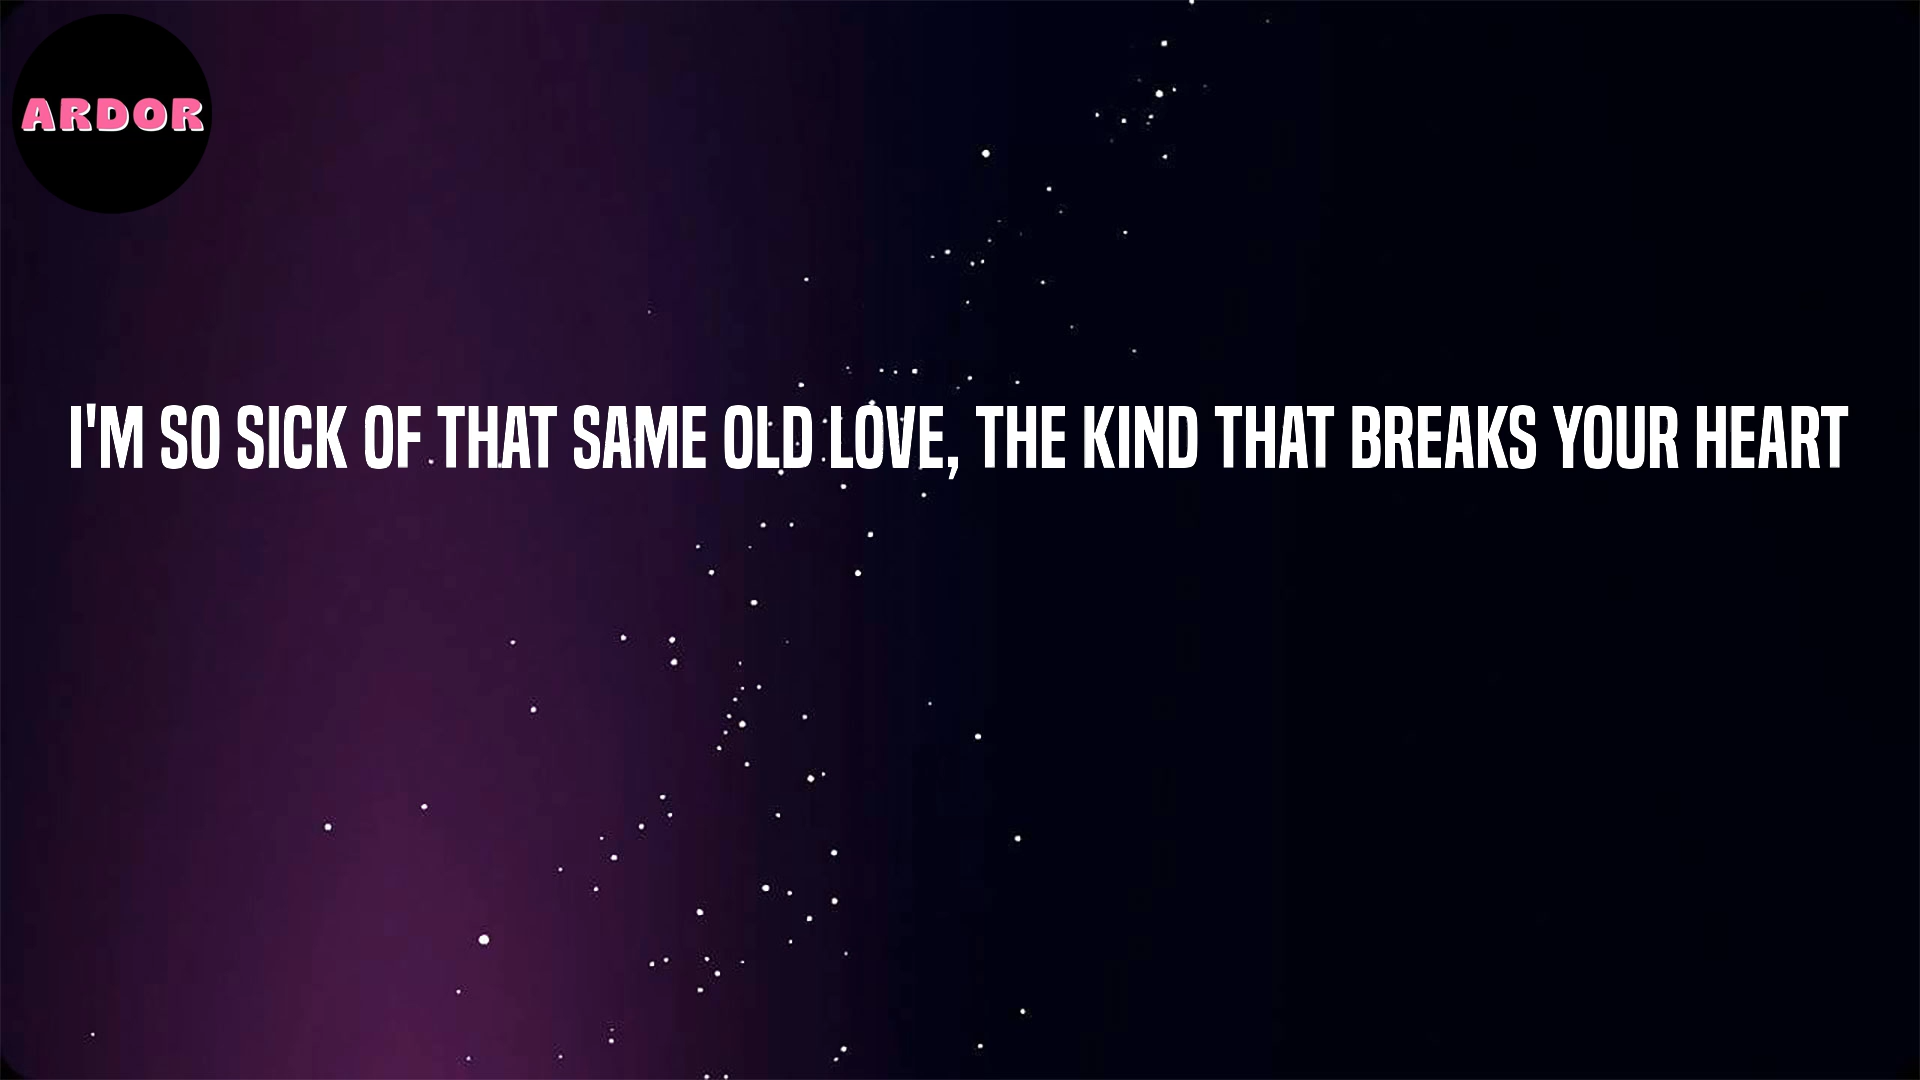 ARDOR
I'M SO SICK OF THAT SAME OLD LOVE, THE KIND THAT BREAKS YOUR HEART